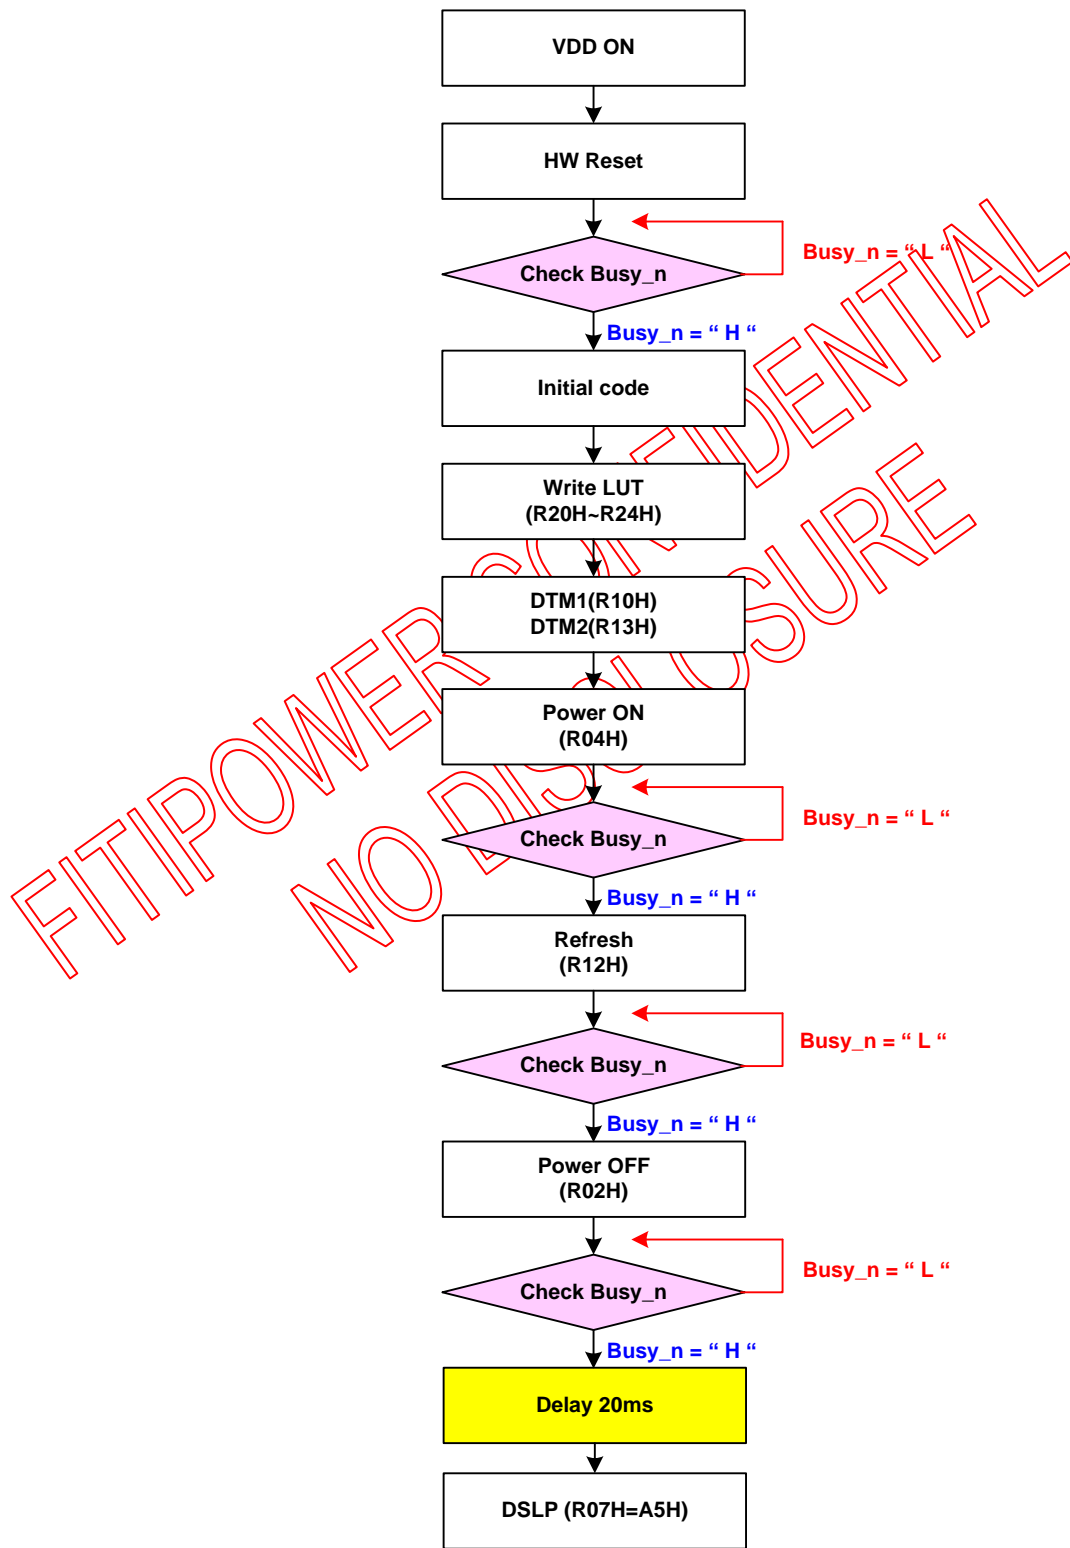 VDD ON
HW Reset
Check Busy_n
Busy_n = “ L “
Busy_n = “ H “
Initial code
Write LUT
(R20H~R24H)
DTM1(R10H)
DTM2(R13H)
Power ON
(R04H)
Check Busy_n
Busy_n = “ L “
Busy_n = “ H “
Refresh
(R12H)
Check Busy_n
Busy_n = “ L “
Busy_n = “ H “
Power OFF
(R02H)
Check Busy_n
Busy_n = “ L “
Busy_n = “ H “
Delay 20ms
DSLP (R07H=A5H)
FITIPOWER CONFIDENTIAL
NO DISCLOSURE